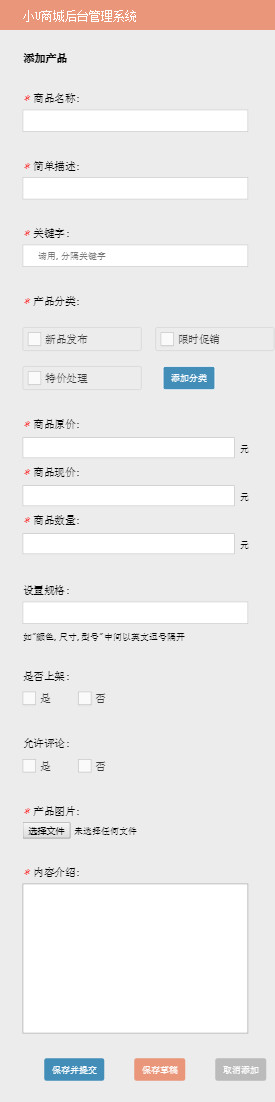 小U商城后台管理系统
添加产品
* 商品名称：
* 简单描述：
* 关键字：
请用,分隔关键字
* 产品分类：
新品发布 限时促销
特价处理 添加分类
* 商品原价：
元
* 商品现价：
元
* 商品数量：
元
设置规格：
如"颜色,尺寸,型号"中间以英文逗号隔开
是否上架：
是 否
允许评论：
是 否
* 产品图片：
选择文件 未选择任何文件
* 内容介绍：
保存并提交 保存草稿 取消添加